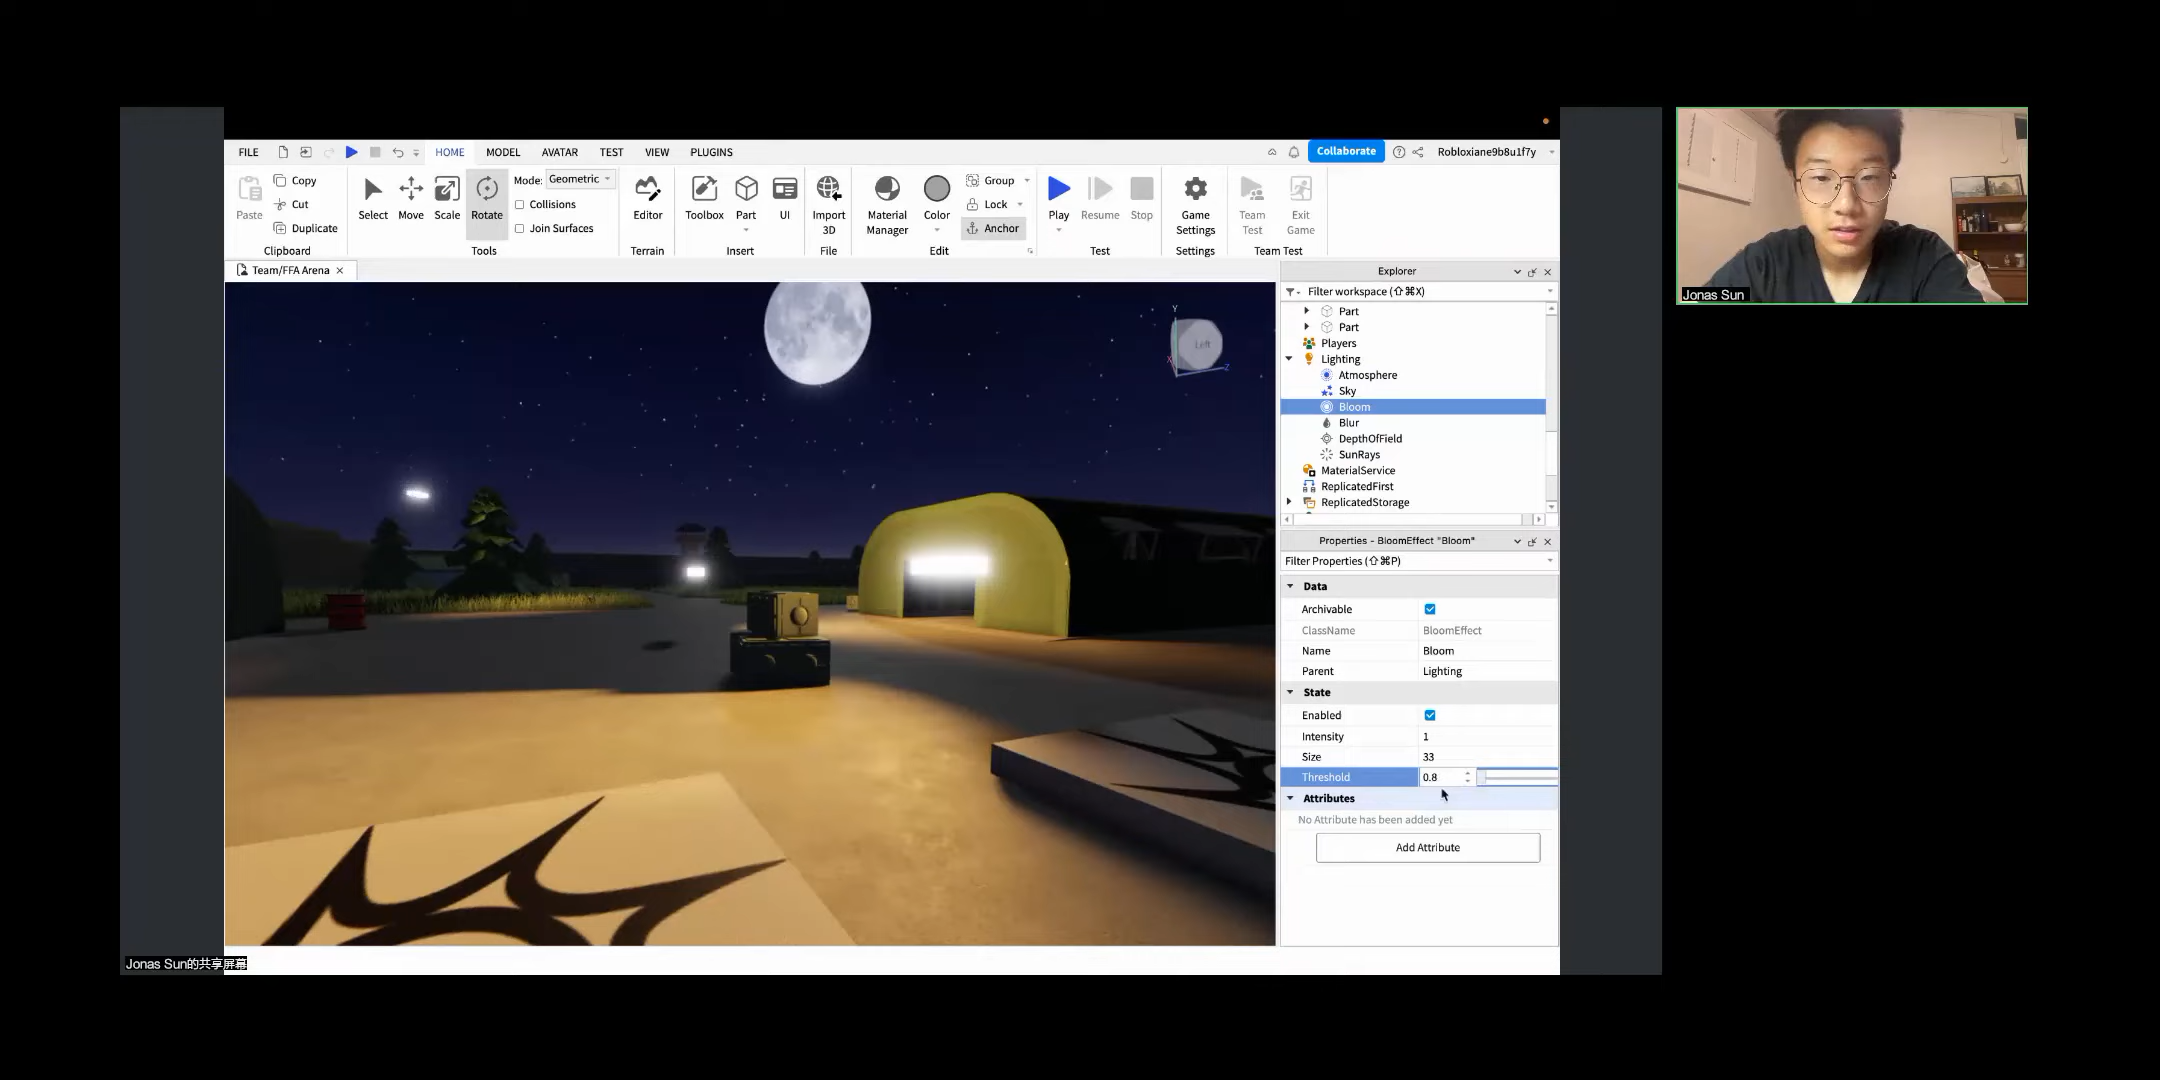 FILE HOME MODEL AVATAR TEST VIEW PLUGINS Collaborate Robloxiane9b8u1f7y
Paste Copy
Cut
Duplicate
Clipboard
Select Move Scale Rotate
Mode: Geometric
Collisions
Join Surfaces
Tools
Editor
Terrain
Toolbox Part UI
Insert
Import
3D
File
Material
Manager
Color
Group
Lock
Anchor
Edit
Play Resume Stop
Test
Game
Settings
Settings
Team
Test
Exit
Game
Team Test
Team/FFA Arena
Y
Left
X
Z
Explorer
Filter workspace (⇧⌘X)
Part
Part
Players
Lighting
Atmosphere
Sky
Bloom
Blur
DepthOfField
SunRays
MaterialService
ReplicatedFirst
ReplicatedStorage
Properties - BloomEffect "Bloom"
Filter Properties (⇧⌘P)
Data
Archivable
ClassName BloomEffect
Name Bloom
Parent Lighting
State
Enabled
Intensity 1
Size 33
Threshold 0.8
Attributes
No Attribute has been added yet
Add Attribute
Jonas Sun的共享屏幕
Jonas Sun